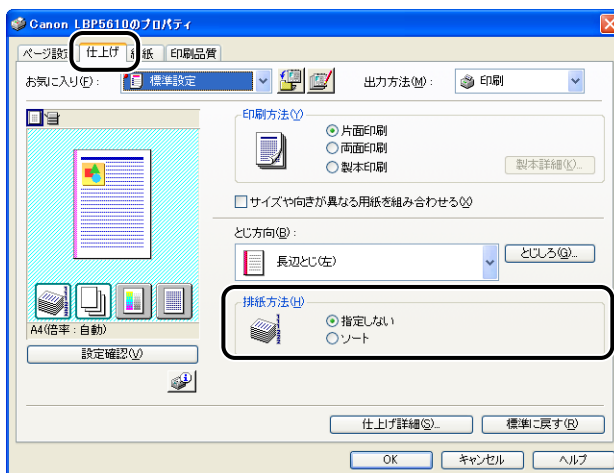 Canon LBP5610のプロパティ
ページ設定 仕上げ 給紙 印刷品質
お気に入り(F): 標準設定 出力方法(M): 印刷
印刷方法(Y)
片面印刷
両面印刷
製本印刷 製本詳細(K)...
サイズや向きが異なる用紙を組み合わせる(X)
とじ方向(B):
長辺とじ(左) とじしろ(G)...
排紙方法(H)
指定しない
ソート
A4(倍率:自動)
設定確認(V)
仕上げ詳細(S)... 標準に戻す(R)
OK キャンセル ヘルプ